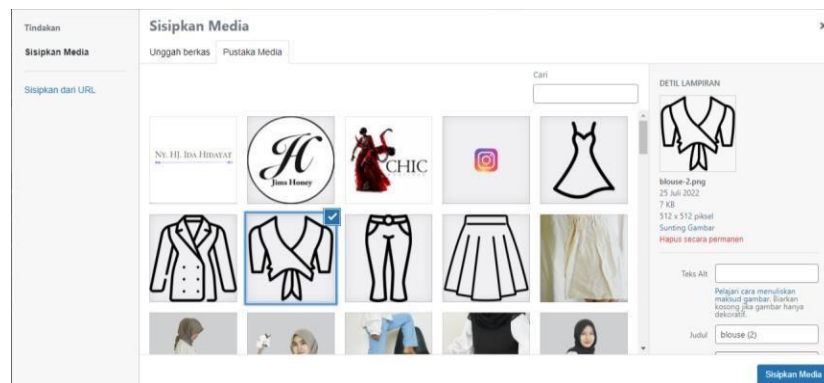 Tindakan
Sisipkan Media
Sisipkan dari URL
Sisipkan Media
Unggah berkas
Pustaka Media
Cari
NY. HJ. IDA HIDAYAT
H
Jims Honey
CHIC
DETIL LAMPIRAN
blouse-2.png
25 Juli 2022
7 KB
512 x 512 piksel
Sunting Gambar
Hapus secara permanen
Teks Alt
Pelajari cara menuliskan
maksud gambar. Biarkan
kosong jika gambar hanya
dekoratif.
Judul
blouse (2)
Sisipkan Media